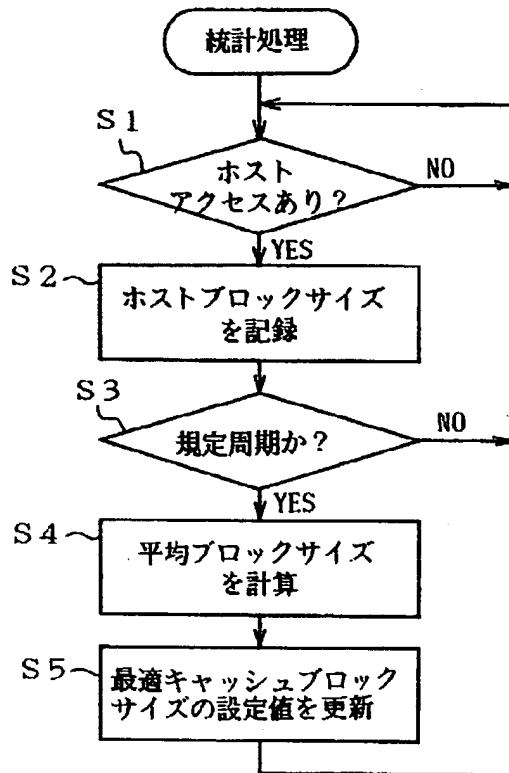 統計処理
S1
ホスト
アクセスあり?
NO
YES
S2
ホストブロックサイズ
を記録
S3
規定周期か?
NO
YES
S4
平均ブロックサイズ
を計算
S5
最適キャッシュブロック
サイズの設定値を更新